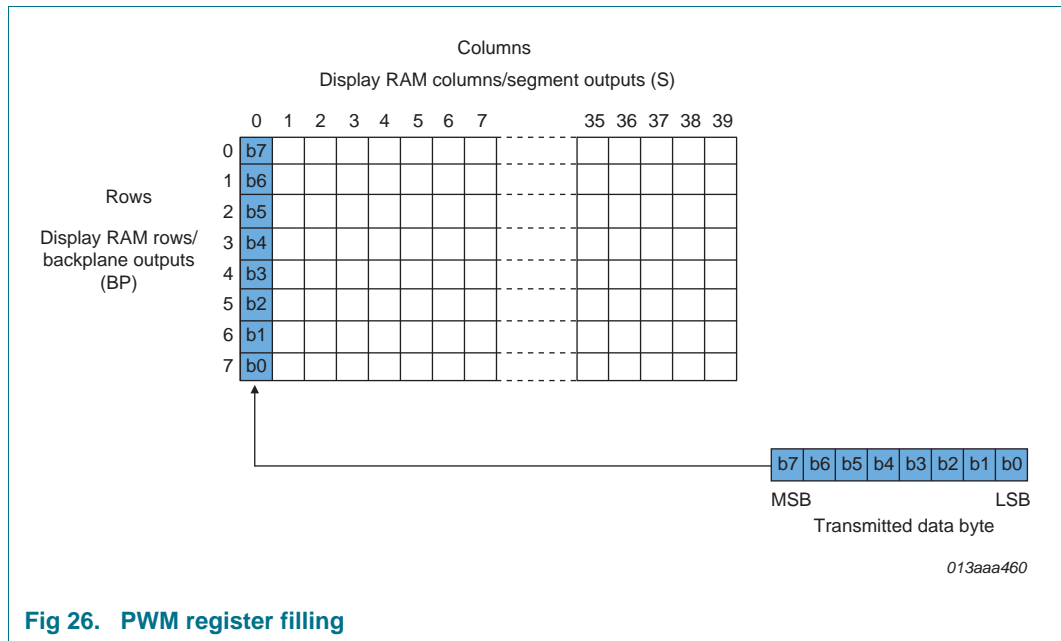 Columns
Display RAM columns/segment outputs (S)
0 1 2 3 4 5 6 7 35 36 37 38 39
0 b7
1 b6
Rows
2 b5
Display RAM rows/
3 b4
backplane outputs
4 b3
(BP)
5 b2
6 b1
7 b0
b7 b6 b5 b4 b3 b2 b1 b0
MSB LSB
Transmitted data byte
013aaa460
Fig 26. PWM register filling